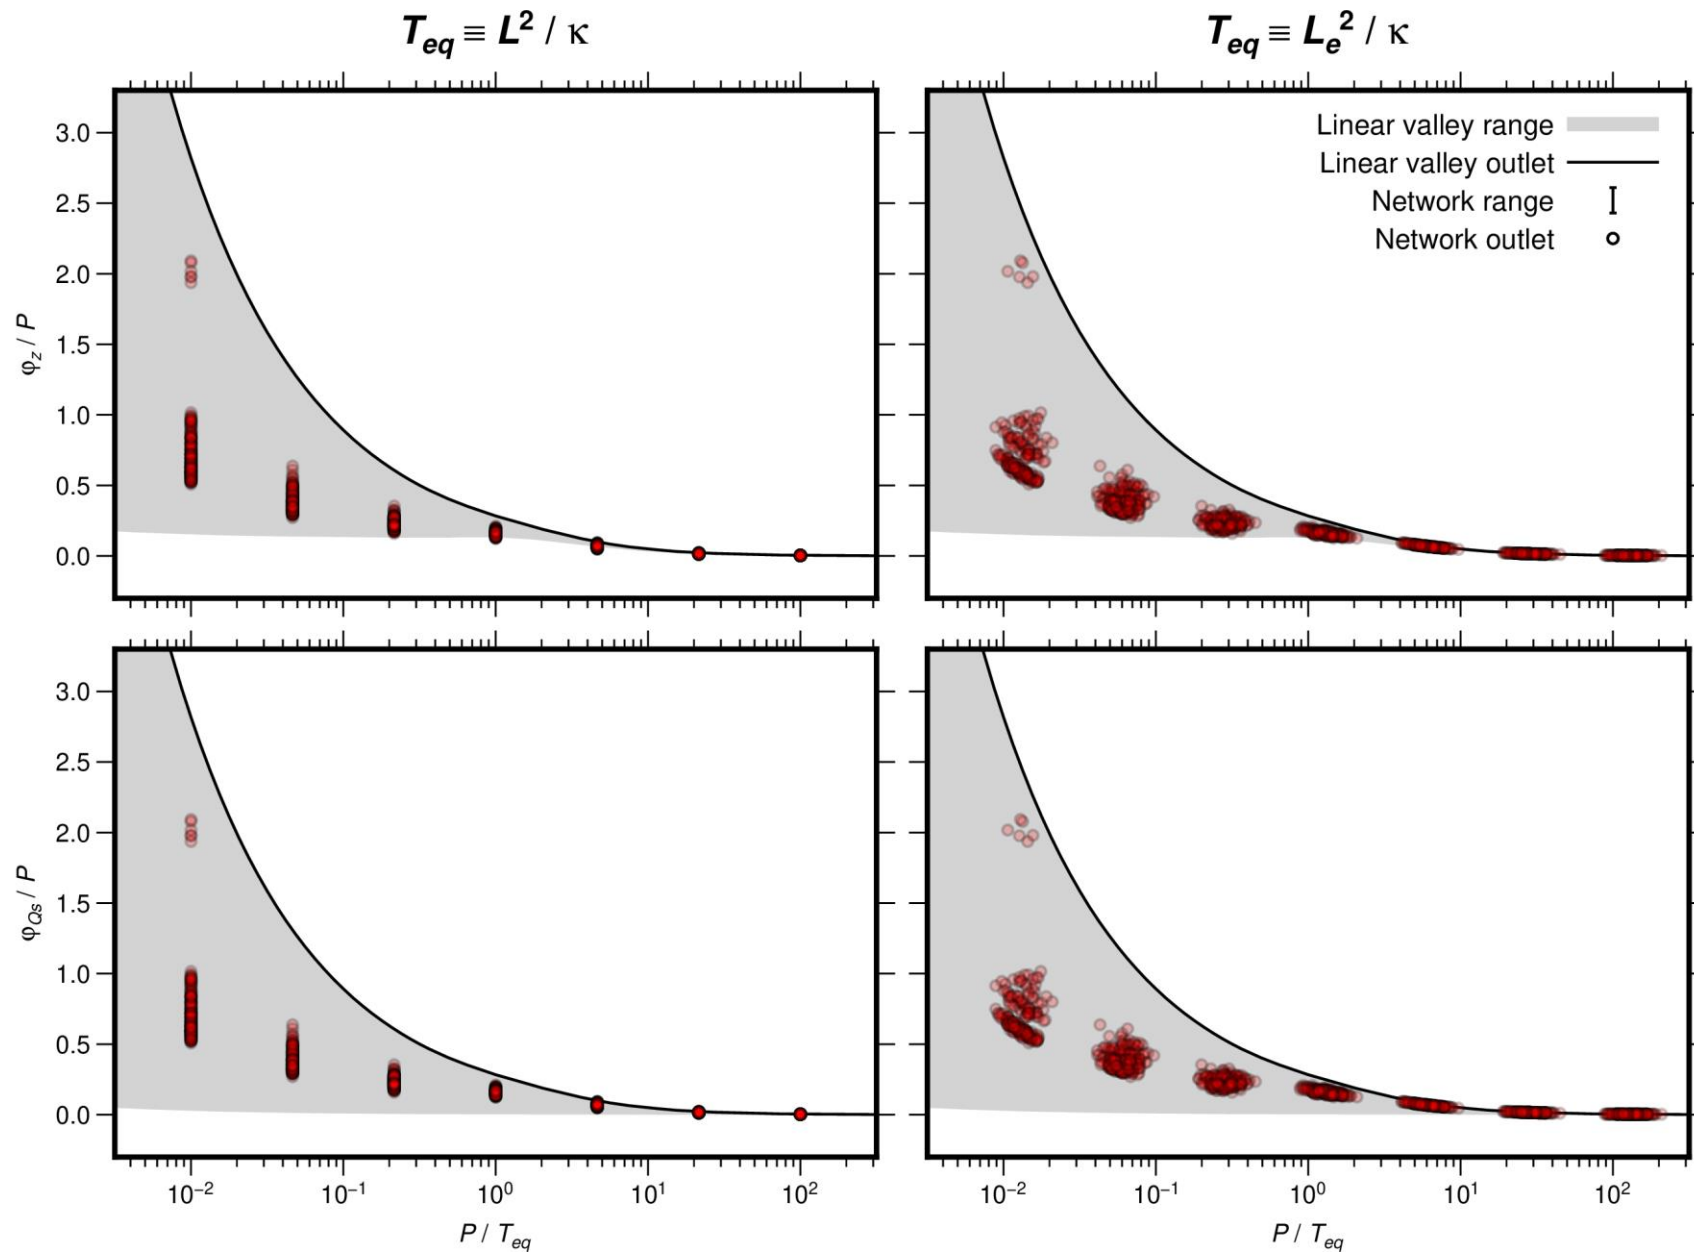 T_eq ≡ L² / κ
T_eq ≡ L_e² / κ
3.0
2.5
2.0
1.5
1.0
0.5
0.0
φ_z / P
Linear valley range
Linear valley outlet
Network range
Network outlet
3.0
2.5
2.0
1.5
1.0
0.5
0.0
φ_Qs / P
10⁻² 10⁻¹ 10⁰ 10¹ 10²
P / T_eq
10⁻² 10⁻¹ 10⁰ 10¹ 10²
P / T_eq